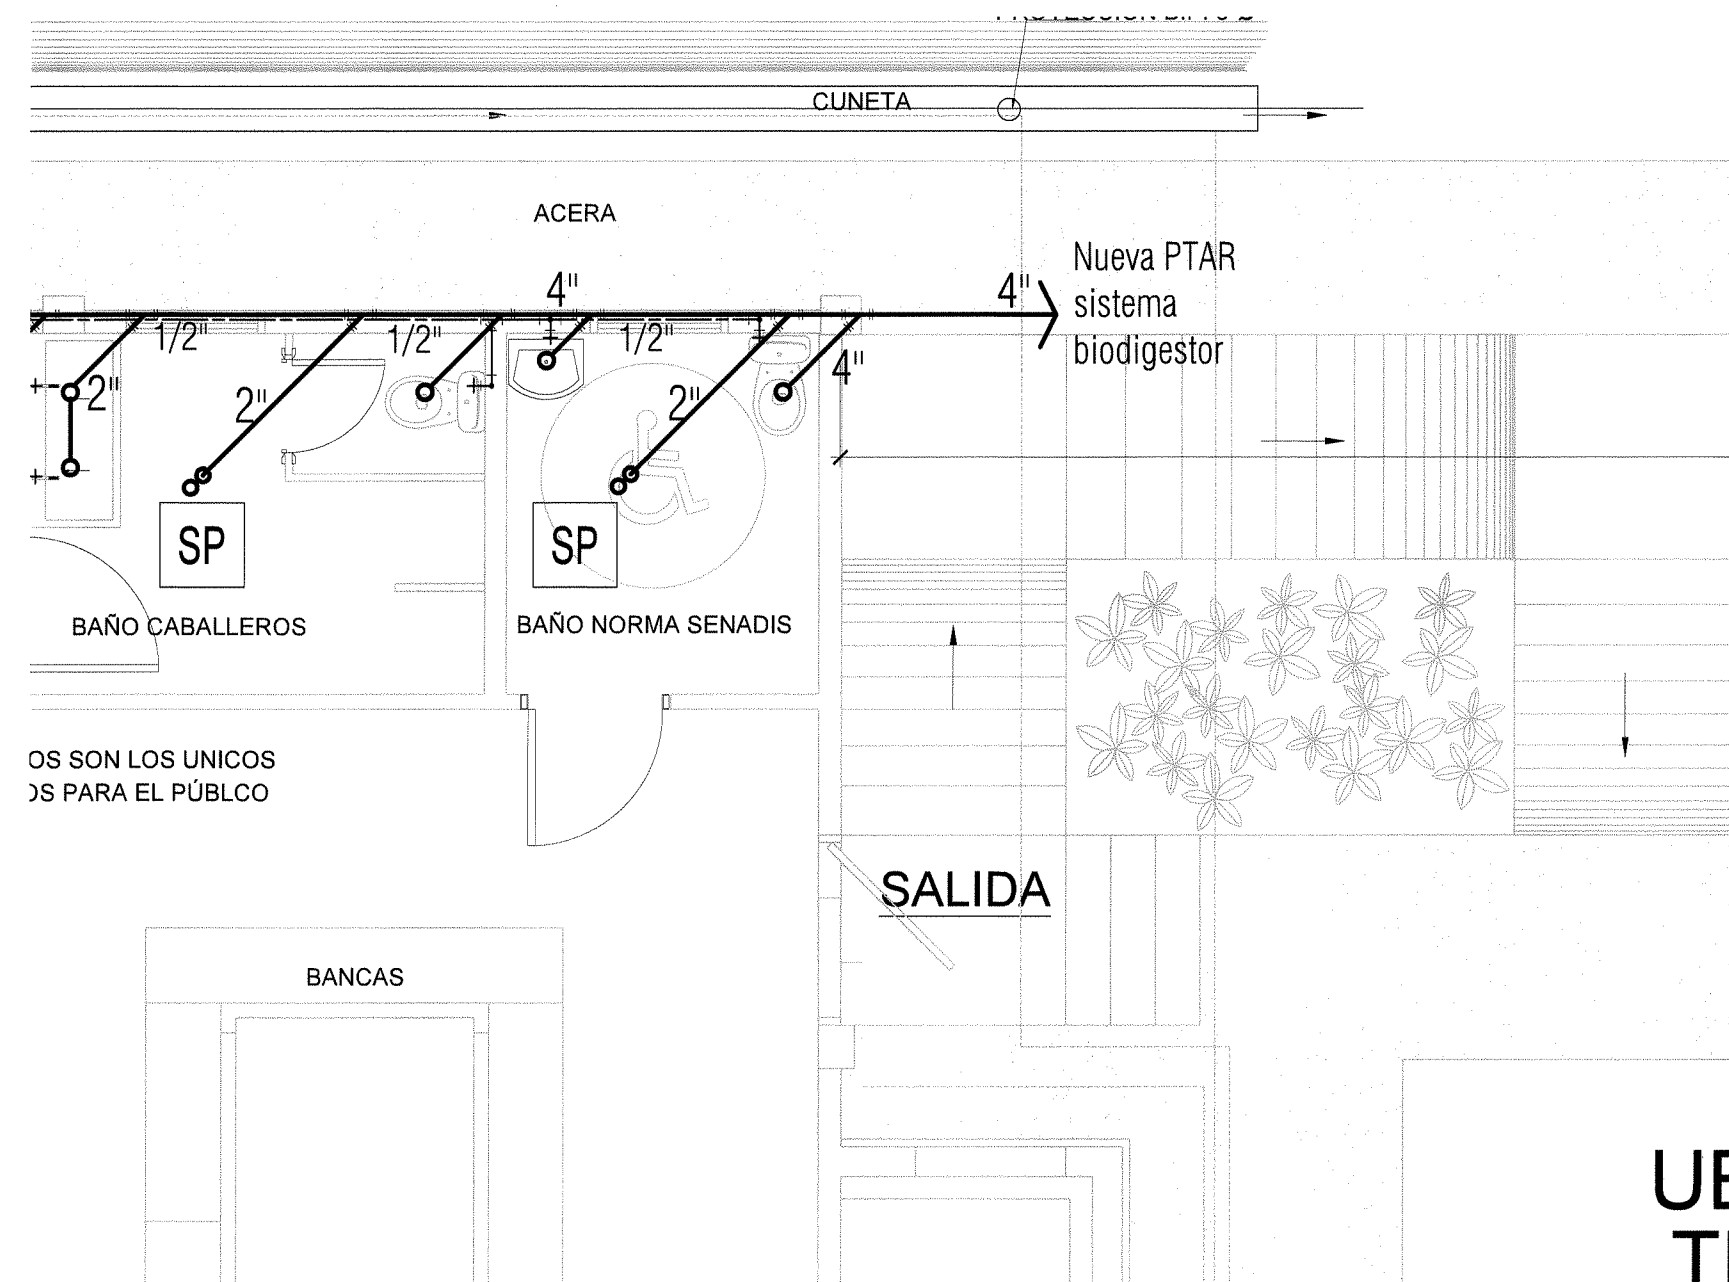 CUNETA
ACERA
Nueva PTAR
sistema
biodigestor
4"
4"
1/2"
1/2"
1/2"
2"
2"
2"
4"
SP
SP
BAÑO CABALLEROS
BAÑO NORMA SENADIS
OS SON LOS UNICOS
OS PARA EL PÚBLCO
SALIDA
BANCAS